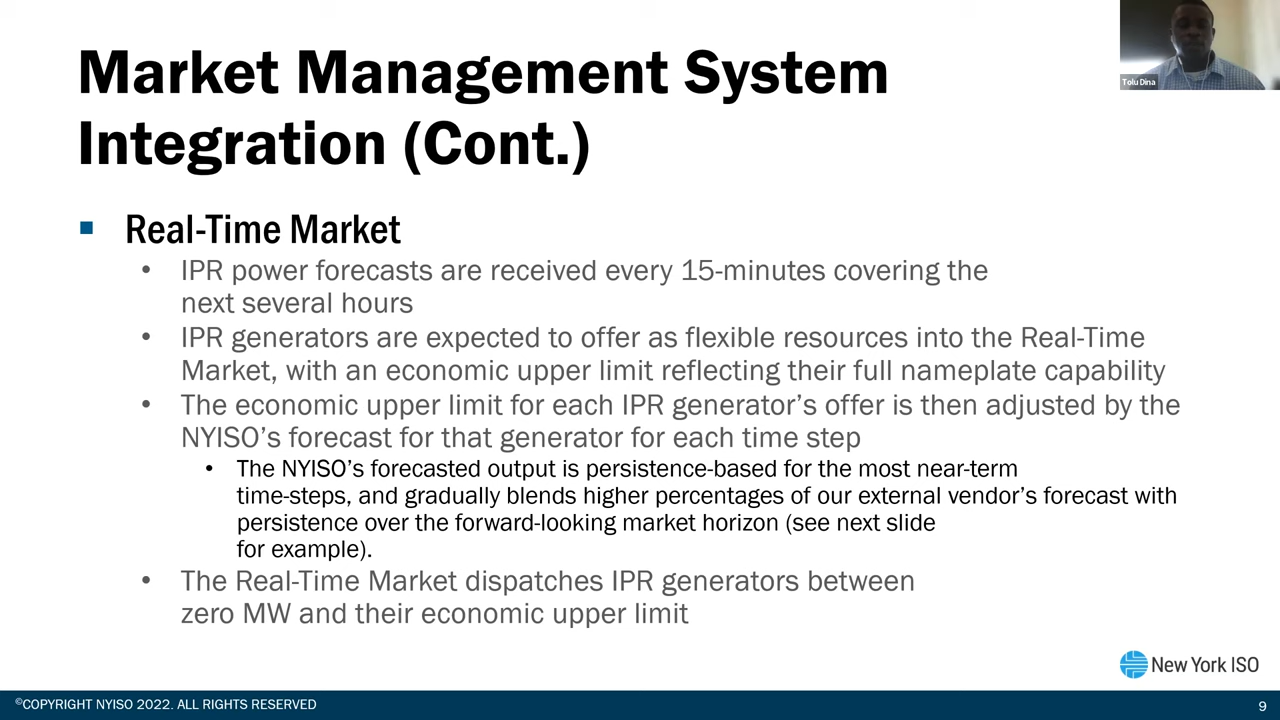 Market Management System
Integration (Cont.)
Tolu Dina
Real-Time Market
• IPR power forecasts are received every 15-minutes covering the
next several hours
• IPR generators are expected to offer as flexible resources into the Real-Time
Market, with an economic upper limit reflecting their full nameplate capability
• The economic upper limit for each IPR generator’s offer is then adjusted by the
NYISO’s forecast for that generator for each time step
• The NYISO’s forecasted output is persistence-based for the most near-term
time-steps, and gradually blends higher percentages of our external vendor’s forecast with
persistence over the forward-looking market horizon (see next slide
for example).
• The Real-Time Market dispatches IPR generators between
zero MW and their economic upper limit
New York ISO
©COPYRIGHT NYISO 2022. ALL RIGHTS RESERVED
9